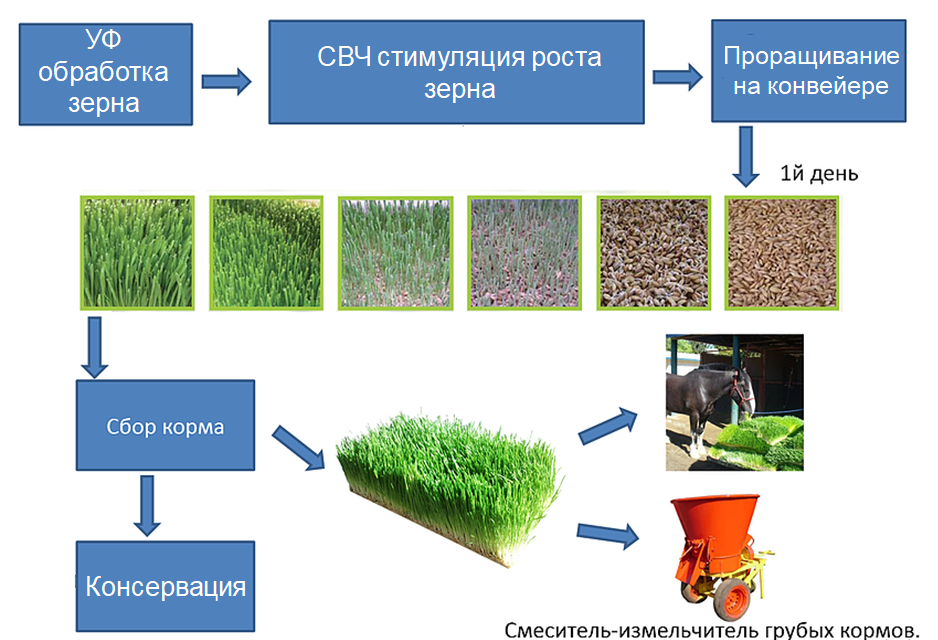 УФ
обработка
зерна
СВЧ стимуляция роста
зерна
Проращивание
на конвейере
1й день
Сбор корма
Консервация
Смеситель-измельчитель грубых кормов.